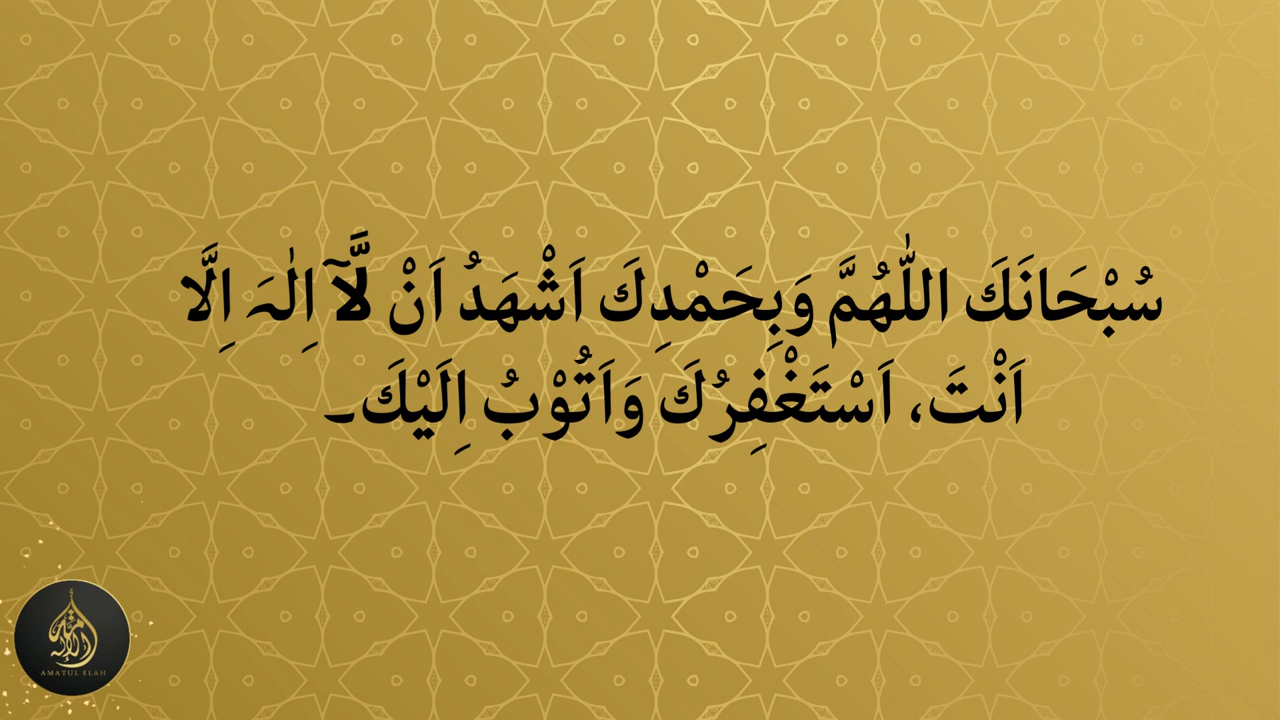 سُبْحَانَكَ اللّٰهُمَّ وَبِحَمْدِكَ اَشْهَدُ اَنْ لَّآ اِلٰہَ اِلَّا
اَنْتَ، اَسْتَغْفِرُكَ وَاَتُوْبُ اِلَيْكَ۔
AMATUL ELAH